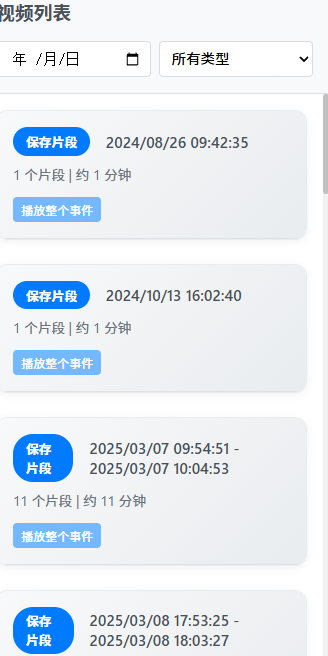 视频列表
年 /月/日 所有类型
保存片段 2024/08/26 09:42:35
1 个片段 | 约 1 分钟
播放整个事件
保存片段 2024/10/13 16:02:40
1 个片段 | 约 1 分钟
播放整个事件
保存 2025/03/07 09:54:51 -
片段 2025/03/07 10:04:53
11 个片段 | 约 11 分钟
播放整个事件
保存 2025/03/08 17:53:25 -
片段 2025/03/08 18:03:27